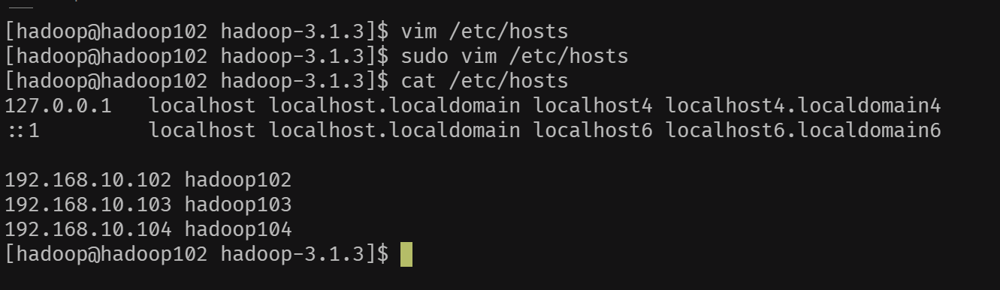 [hadoop@hadoop102 hadoop-3.1.3]$ vim /etc/hosts
[hadoop@hadoop102 hadoop-3.1.3]$ sudo vim /etc/hosts
[hadoop@hadoop102 hadoop-3.1.3]$ cat /etc/hosts
127.0.0.1   localhost localhost.localdomain localhost4 localhost4.localdomain4
::1         localhost localhost.localdomain localhost6 localhost6.localdomain6
192.168.10.102 hadoop102
192.168.10.103 hadoop103
192.168.10.104 hadoop104
[hadoop@hadoop102 hadoop-3.1.3]$